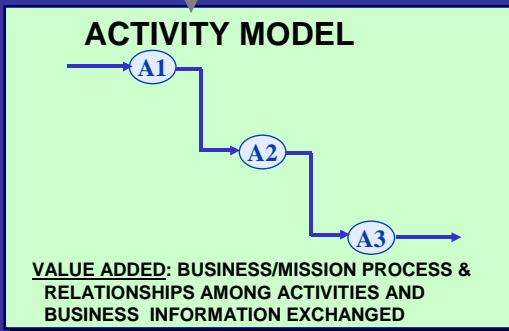 ACTIVITY MODEL
A1
A2
A3
VALUE ADDED: BUSINESS/MISSION PROCESS &
RELATIONSHIPS AMONG ACTIVITIES AND
BUSINESS INFORMATION EXCHANGED